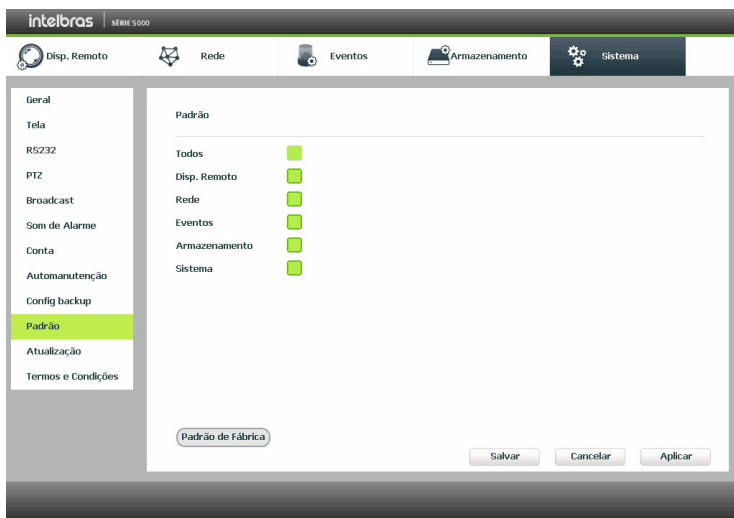 intelbras SÉRIE 5000
Disp. Remoto
Rede
Eventos
Armazenamento
Sistema
Geral
Tela
RS232
PTZ
Broadcast
Som de Alarme
Conta
Automanutenção
Config backup
Padrão
Atualização
Termos e Condições
Padrão
Todos
Disp. Remoto
Rede
Eventos
Armazenamento
Sistema
Padrão de Fábrica
Salvar
Cancelar
Aplicar